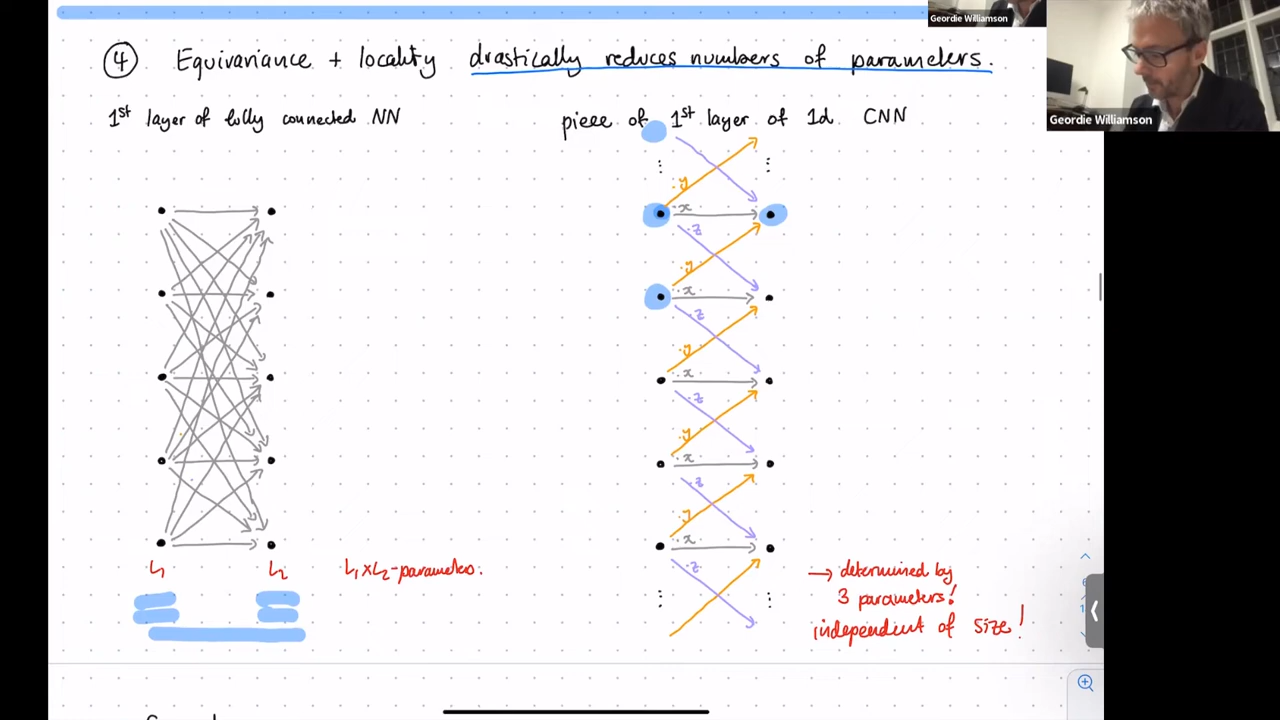 Geordie Williamson
Geordie Williamson
④ Equivariance + locality drastically reduces numbers of parameters.
1st layer of fully connected NN
piece of 1st layer of 1d CNN
⋮ ⋮
·y
·x
·z
·y
·x
·z
·y
·x
·z
·y
·x
·z
·y
·x
·z
L₁ L₂ L₁×L₂-parameters.
→ determined by
3 parameters!
⋮ ⋮
independent of size!